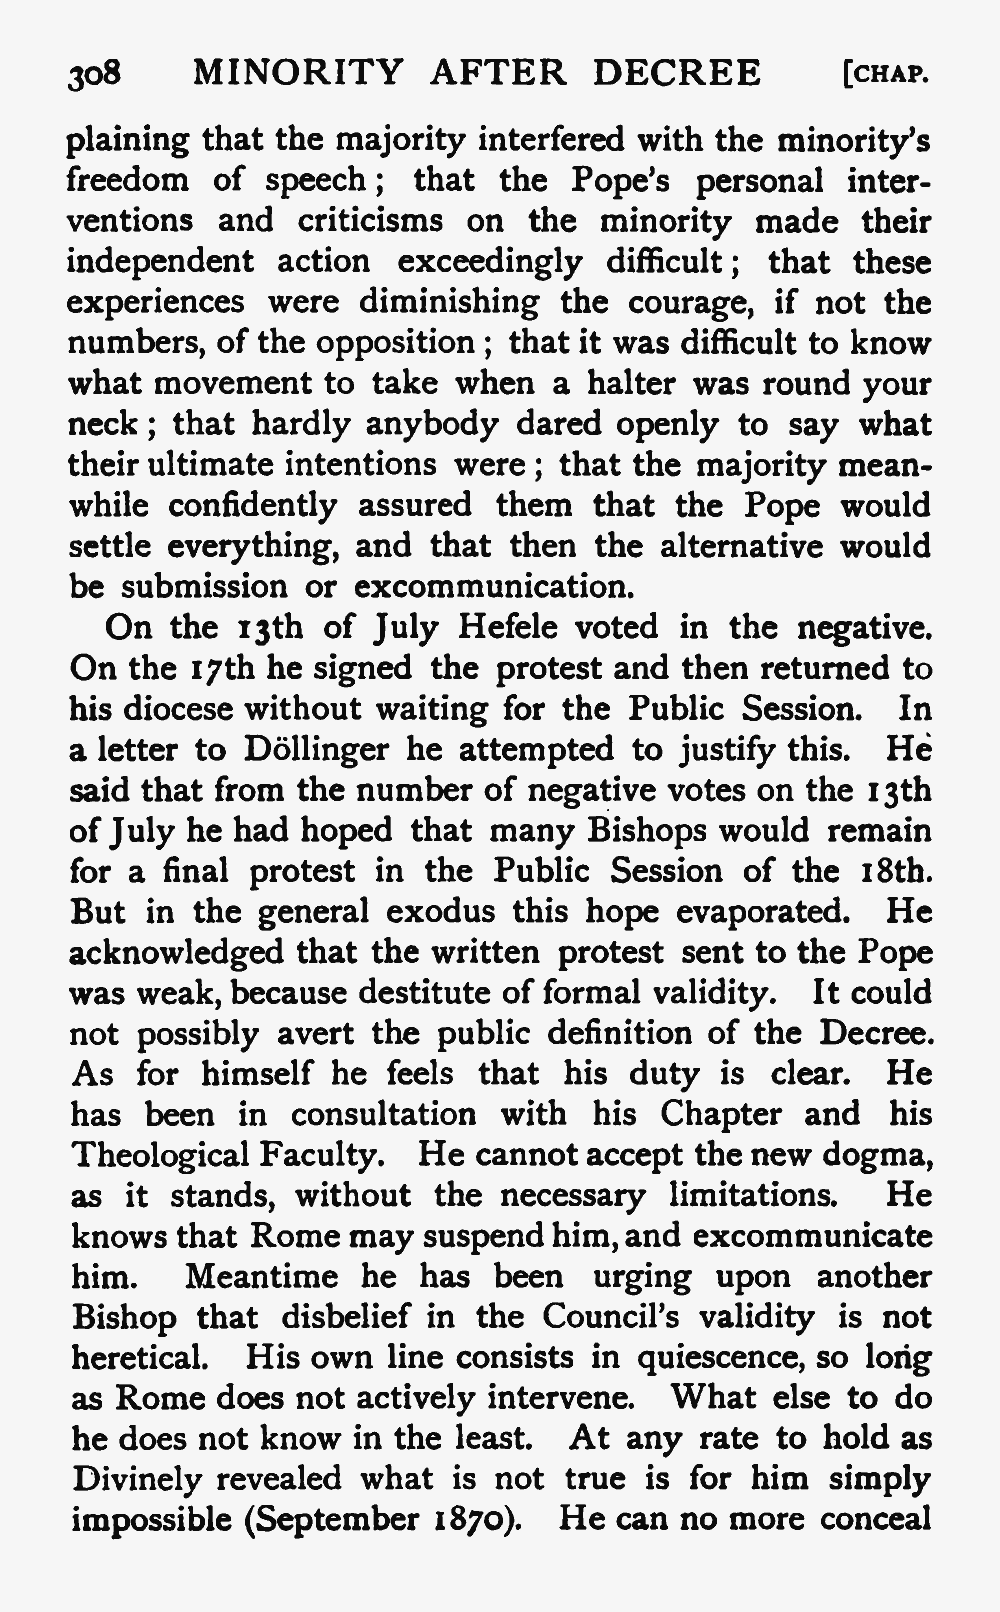 308 MINORITY AFTER DECREE [CHAP.
plaining that the majority interfered with the minority's
freedom of speech; that the Pope's personal inter-
ventions and criticisms on the minority made their
independent action exceedingly difficult; that these
experiences were diminishing the courage, if not the
numbers, of the opposition; that it was difficult to know
what movement to take when a halter was round your
neck; that hardly anybody dared openly to say what
their ultimate intentions were; that the majority mean-
while confidently assured them that the Pope would
settle everything, and that then the alternative would
be submission or excommunication.
On the 13th of July Hefele voted in the negative.
On the 17th he signed the protest and then returned to
his diocese without waiting for the Public Session. In
a letter to Döllinger he attempted to justify this. He
said that from the number of negative votes on the 13th
of July he had hoped that many Bishops would remain
for a final protest in the Public Session of the 18th.
But in the general exodus this hope evaporated. He
acknowledged that the written protest sent to the Pope
was weak, because destitute of formal validity. It could
not possibly avert the public definition of the Decree.
As for himself he feels that his duty is clear. He
has been in consultation with his Chapter and his
Theological Faculty. He cannot accept the new dogma,
as it stands, without the necessary limitations. He
knows that Rome may suspend him, and excommunicate
him. Meantime he has been urging upon another
Bishop that disbelief in the Council's validity is not
heretical. His own line consists in quiescence, so long
as Rome does not actively intervene. What else to do
he does not know in the least. At any rate to hold as
Divinely revealed what is not true is for him simply
impossible (September 1870). He can no more conceal